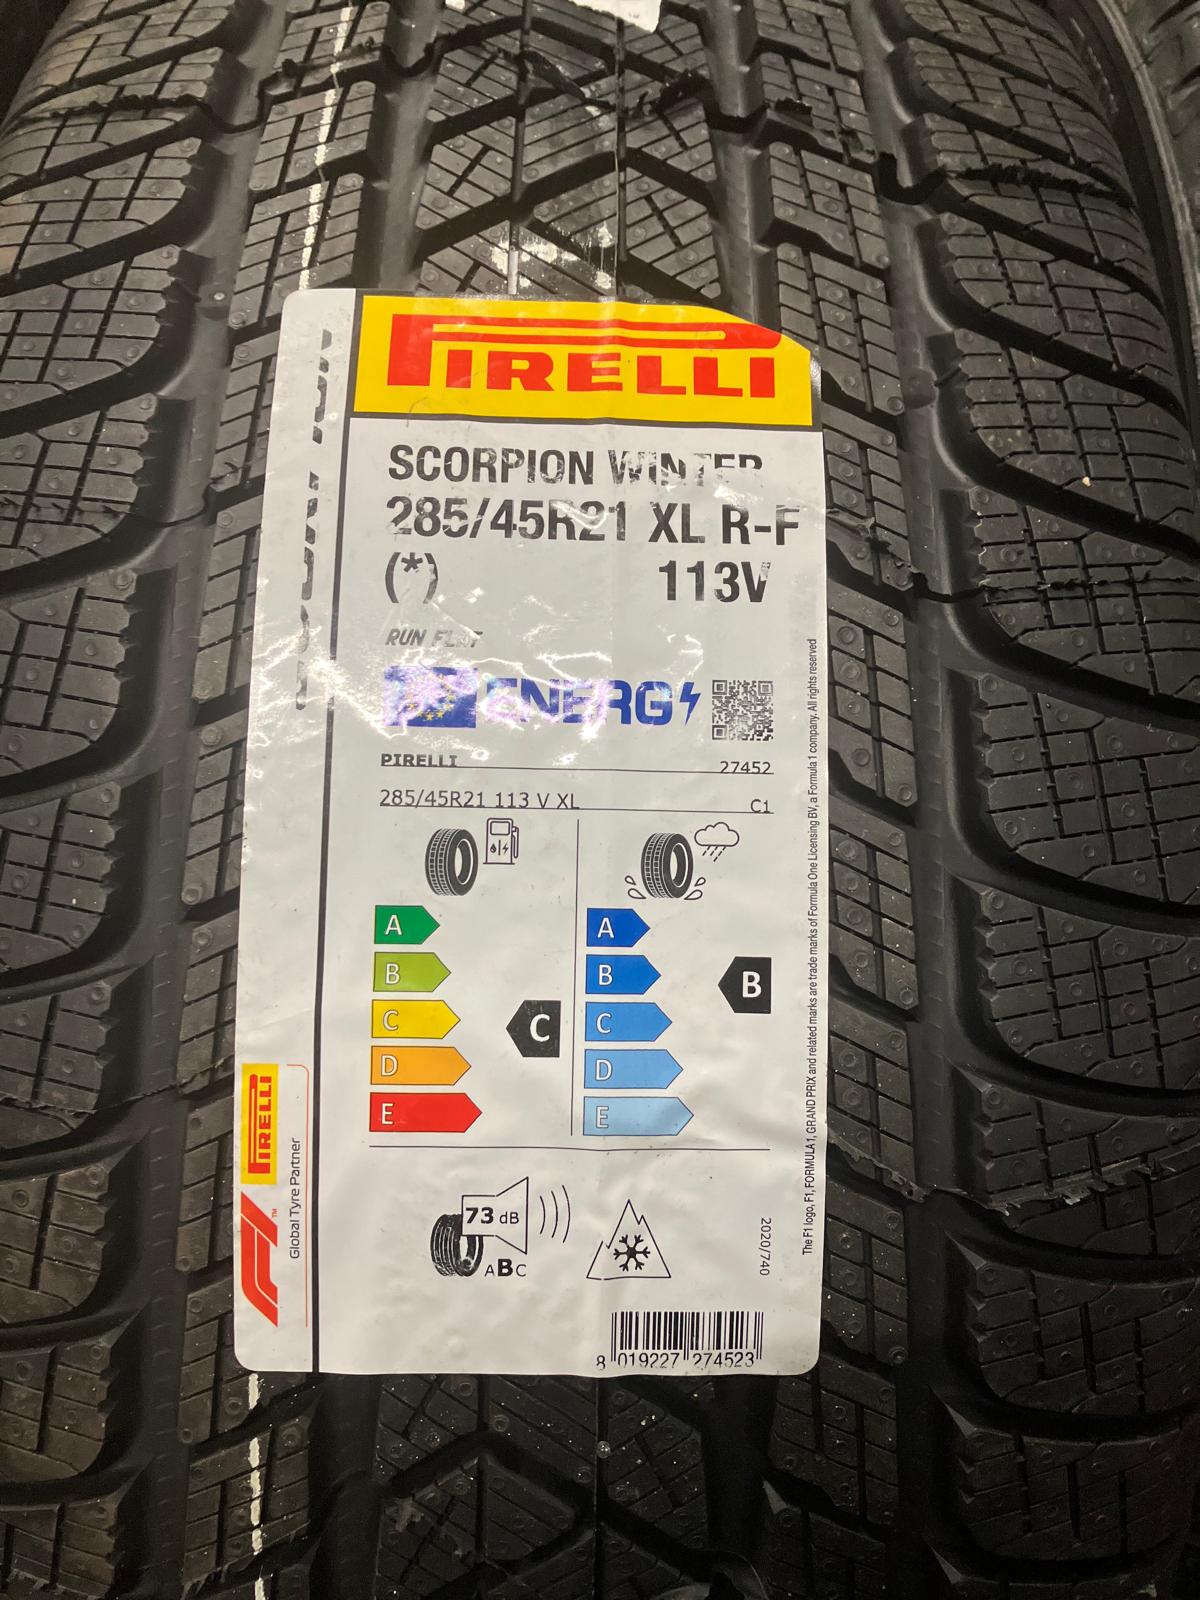 PIRELLI
SCORPION WINTER
285/45R21 XL R-F
(*) 113V
RUN FLAT
ENERG
PIRELLI 27452
285/45R21 113 V XL C1
A A
B B
B
C C
C
D D
E E
73 dB
ABC
2020/740
8 019227 274523
The F1 logo, F1, FORMULA 1, GRAND PRIX and related marks are trade marks of Formula One Licensing BV, a Formula 1 company. All rights reserved
PIRELLI
F1™
Global Tyre Partner